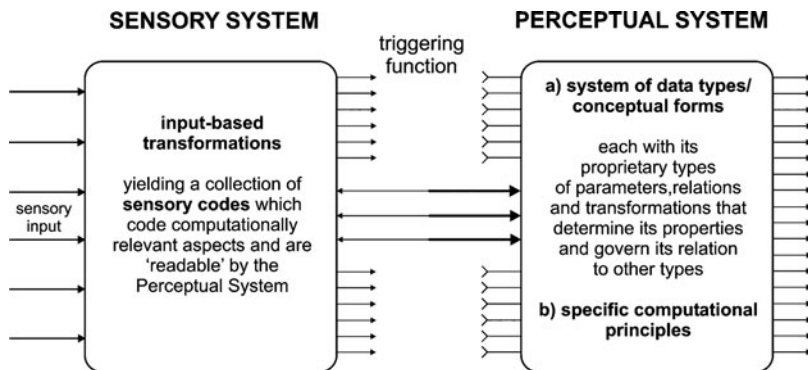 SENSORY SYSTEM
PERCEPTUAL SYSTEM
triggering
function
sensory
input
input-based
transformations
yielding a collection of
sensory codes which
code computationally
relevant aspects and are
‘readable’ by the
Perceptual System
a) system of data types/
conceptual forms
each with its
proprietary types
of parameters,relations
and transformations that
determine its properties
and govern its relation
to other types
b) specific computational
principles